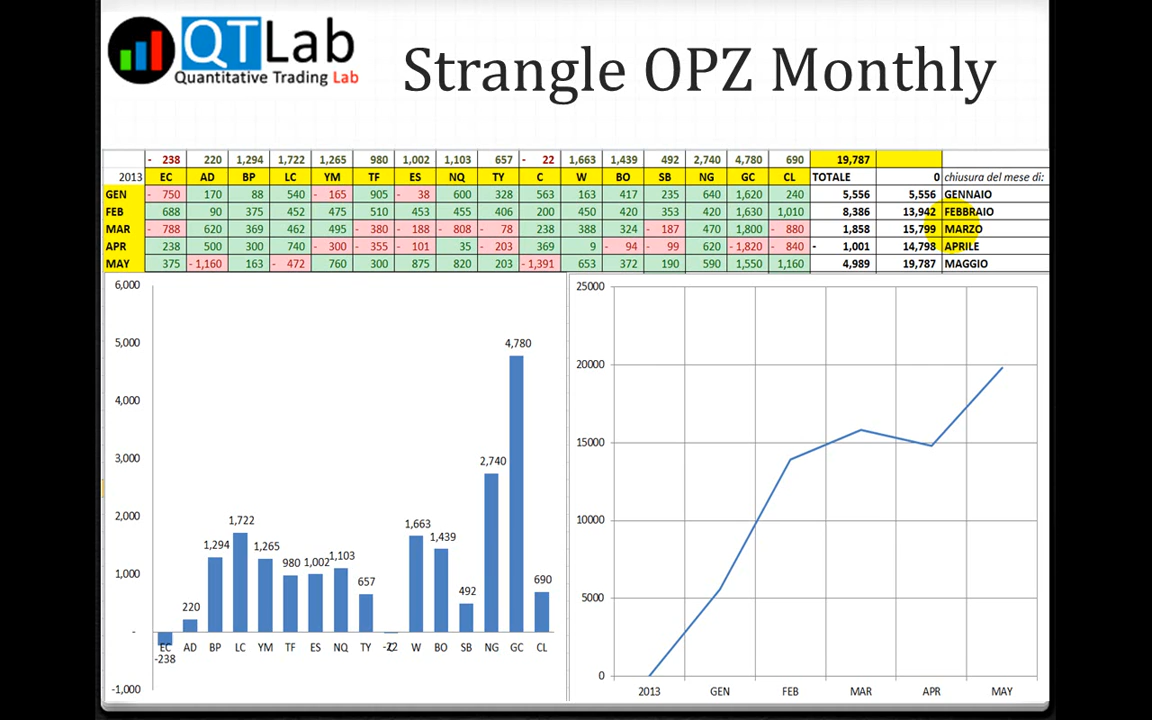 QTLab
Quantitative Trading Lab
Strangle OPZ Monthly
- 238 220 1,294 1,722 1,265 980 1,002 1,103 657 - 22 1,663 1,439 492 2,740 4,780 690 19,787
2013 EC AD BP LC YM TF ES NQ TY C W BO SB NG GC CL TOTALE 0 chiusura del mese di:
GEN - 750 170 88 540 - 165 905 - 38 600 328 563 163 417 235 640 1,620 240 5,556 5,556 GENNAIO
FEB 688 90 375 452 475 510 453 455 406 200 450 420 353 420 1,630 1,010 8,386 13,942 FEBBRAIO
MAR - 788 620 369 462 495 - 380 - 188 - 808 - 78 238 388 324 - 187 470 1,800 - 880 1,858 15,799 MARZO
APR 238 500 300 740 - 300 - 355 - 101 35 - 203 369 9 - 94 - 99 620 - 1,820 - 840 - 1,001 14,798 APRILE
MAY 375 - 1,160 163 - 472 760 300 875 820 203 - 1,391 653 372 190 590 1,550 1,160 4,989 19,787 MAGGIO
6,000
5,000
4,000
3,000
2,000
1,000
-
-1,000
-238 220 1,294 1,722 1,265 980 1,002 1,103 657 -22 1,663 1,439 492 2,740 4,780 690
EC AD BP LC YM TF ES NQ TY C W BO SB NG GC CL
25000
20000
15000
10000
5000
0
2013 GEN FEB MAR APR MAY